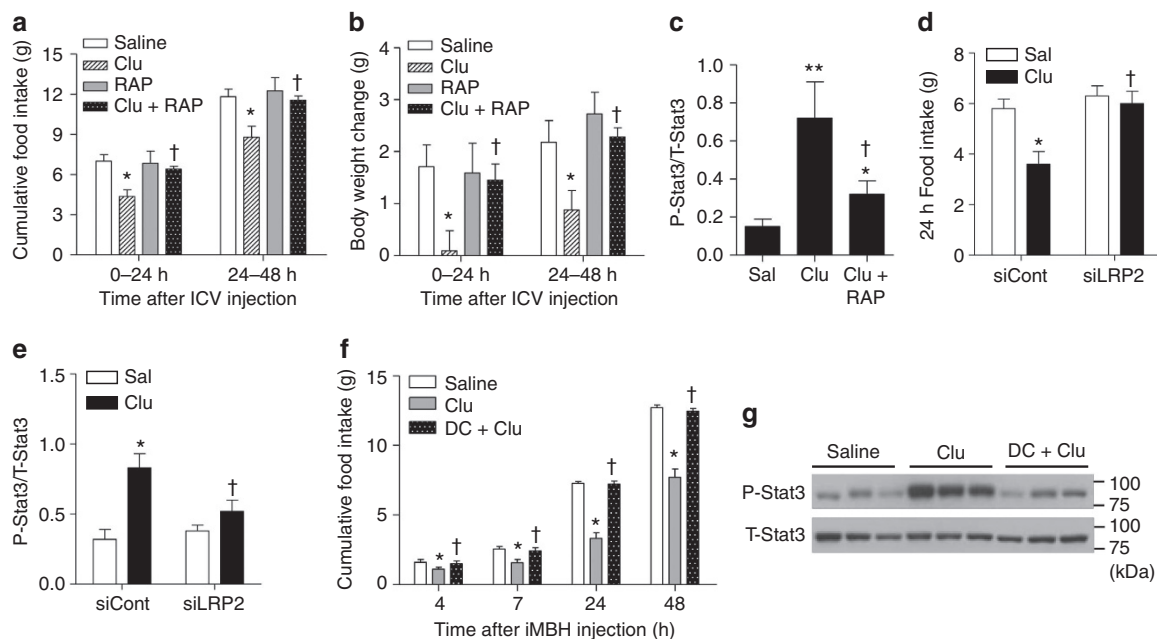 a
Saline
Clu
RAP
Clu + RAP
Cumulative food intake (g)
15
12
9
6
3
0
*
†
*
†
0–24 h
24–48 h
Time after ICV injection
b
Saline
Clu
RAP
Clu + RAP
Body weight change (g)
4
3
2
1
0
*
†
*
†
0–24 h
24–48 h
Time after ICV injection
c
P-Stat3/T-Stat3
1.0
0.8
0.6
0.4
0.2
0.0
**
†
*
Sal
Clu
Clu +
RAP
d
Sal
Clu
24 h Food intake (g)
8
6
4
2
0
*
†
siCont
siLRP2
e
Sal
Clu
P-Stat3/T-Stat3
1.5
1.0
0.5
0.0
*
†
siCont
siLRP2
f
Saline
Clu
DC + Clu
Cumulative food intake (g)
15
10
5
0
*
†
*
†
*
†
*
†
4
7
24
48
Time after iMBH injection (h)
g
Saline
Clu
DC + Clu
P-Stat3
100
75
T-Stat3
100
75
(kDa)